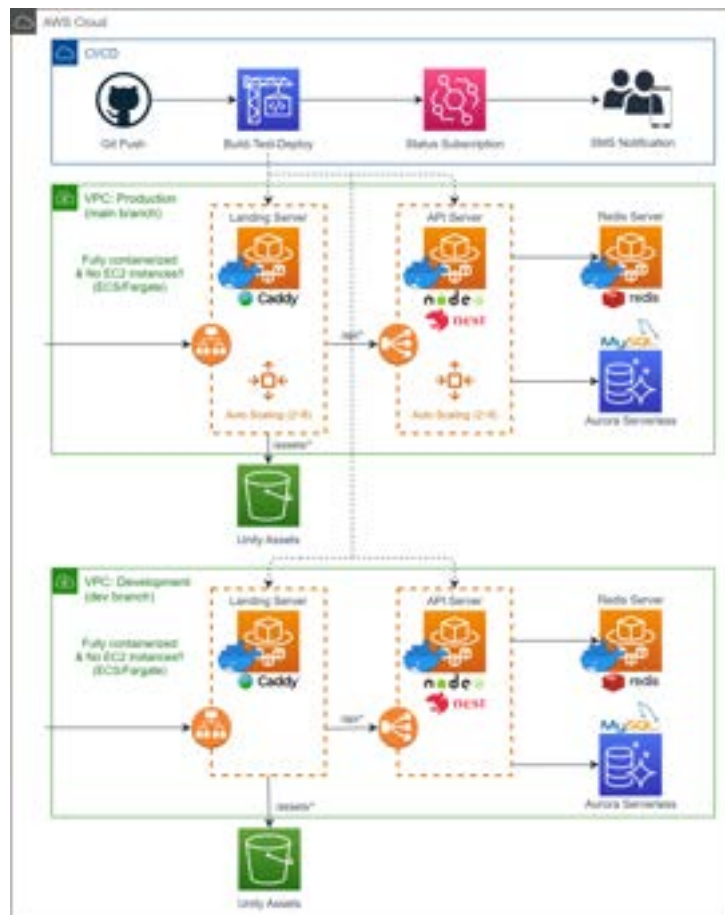 AWS Cloud
CI/CD
Git Push
Build-Test-Deploy
Status Subscription
SMS Notification
VPC: Production
(main branch)
Landing Server
API Server
Redis Server
Fully containerized
& No EC2 instances!!
(ECS/Fargate)
Caddy
node
nest
redis
/api/*
MySQL
Auto Scaling (2~8)
Auto Scaling (2~8)
Aurora Serverless
/assets/*
Unity Assets
VPC: Development
(dev branch)
Landing Server
API Server
Redis Server
Fully containerized
& No EC2 instances!!
(ECS/Fargate)
Caddy
node
nest
redis
/api/*
MySQL
Aurora Serverless
/assets/*
Unity Assets